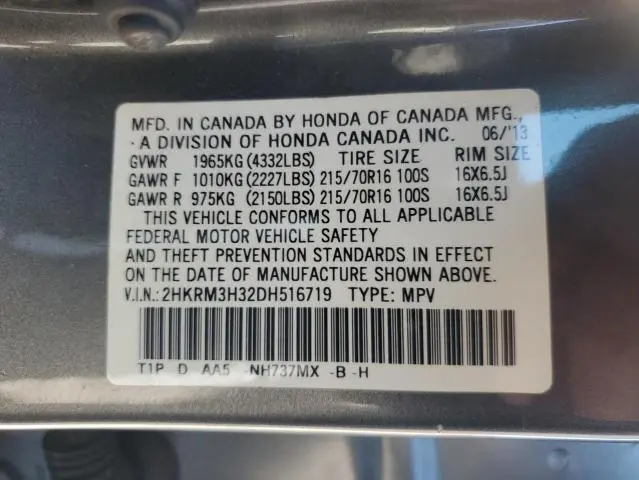 MFD. IN CANADA BY HONDA OF CANADA MFG.,
·A DIVISION OF HONDA CANADA INC. 06/'13
GVWR 1965KG (4332LBS) TIRE SIZE RIM SIZE
GAWR F 1010KG (2227LBS) 215/70R16 100S 16X6.5J
GAWR R 975KG (2150LBS) 215/70R16 100S 16X6.5J
THIS VEHICLE CONFORMS TO ALL APPLICABLE
FEDERAL MOTOR VEHICLE SAFETY
AND THEFT PREVENTION STANDARDS IN EFFECT
ON THE DATE OF MANUFACTURE SHOWN ABOVE.
V.I.N.: 2HKRM3H32DH516719 TYPE: MPV
T1P D AA5 -NH737MX -B -H